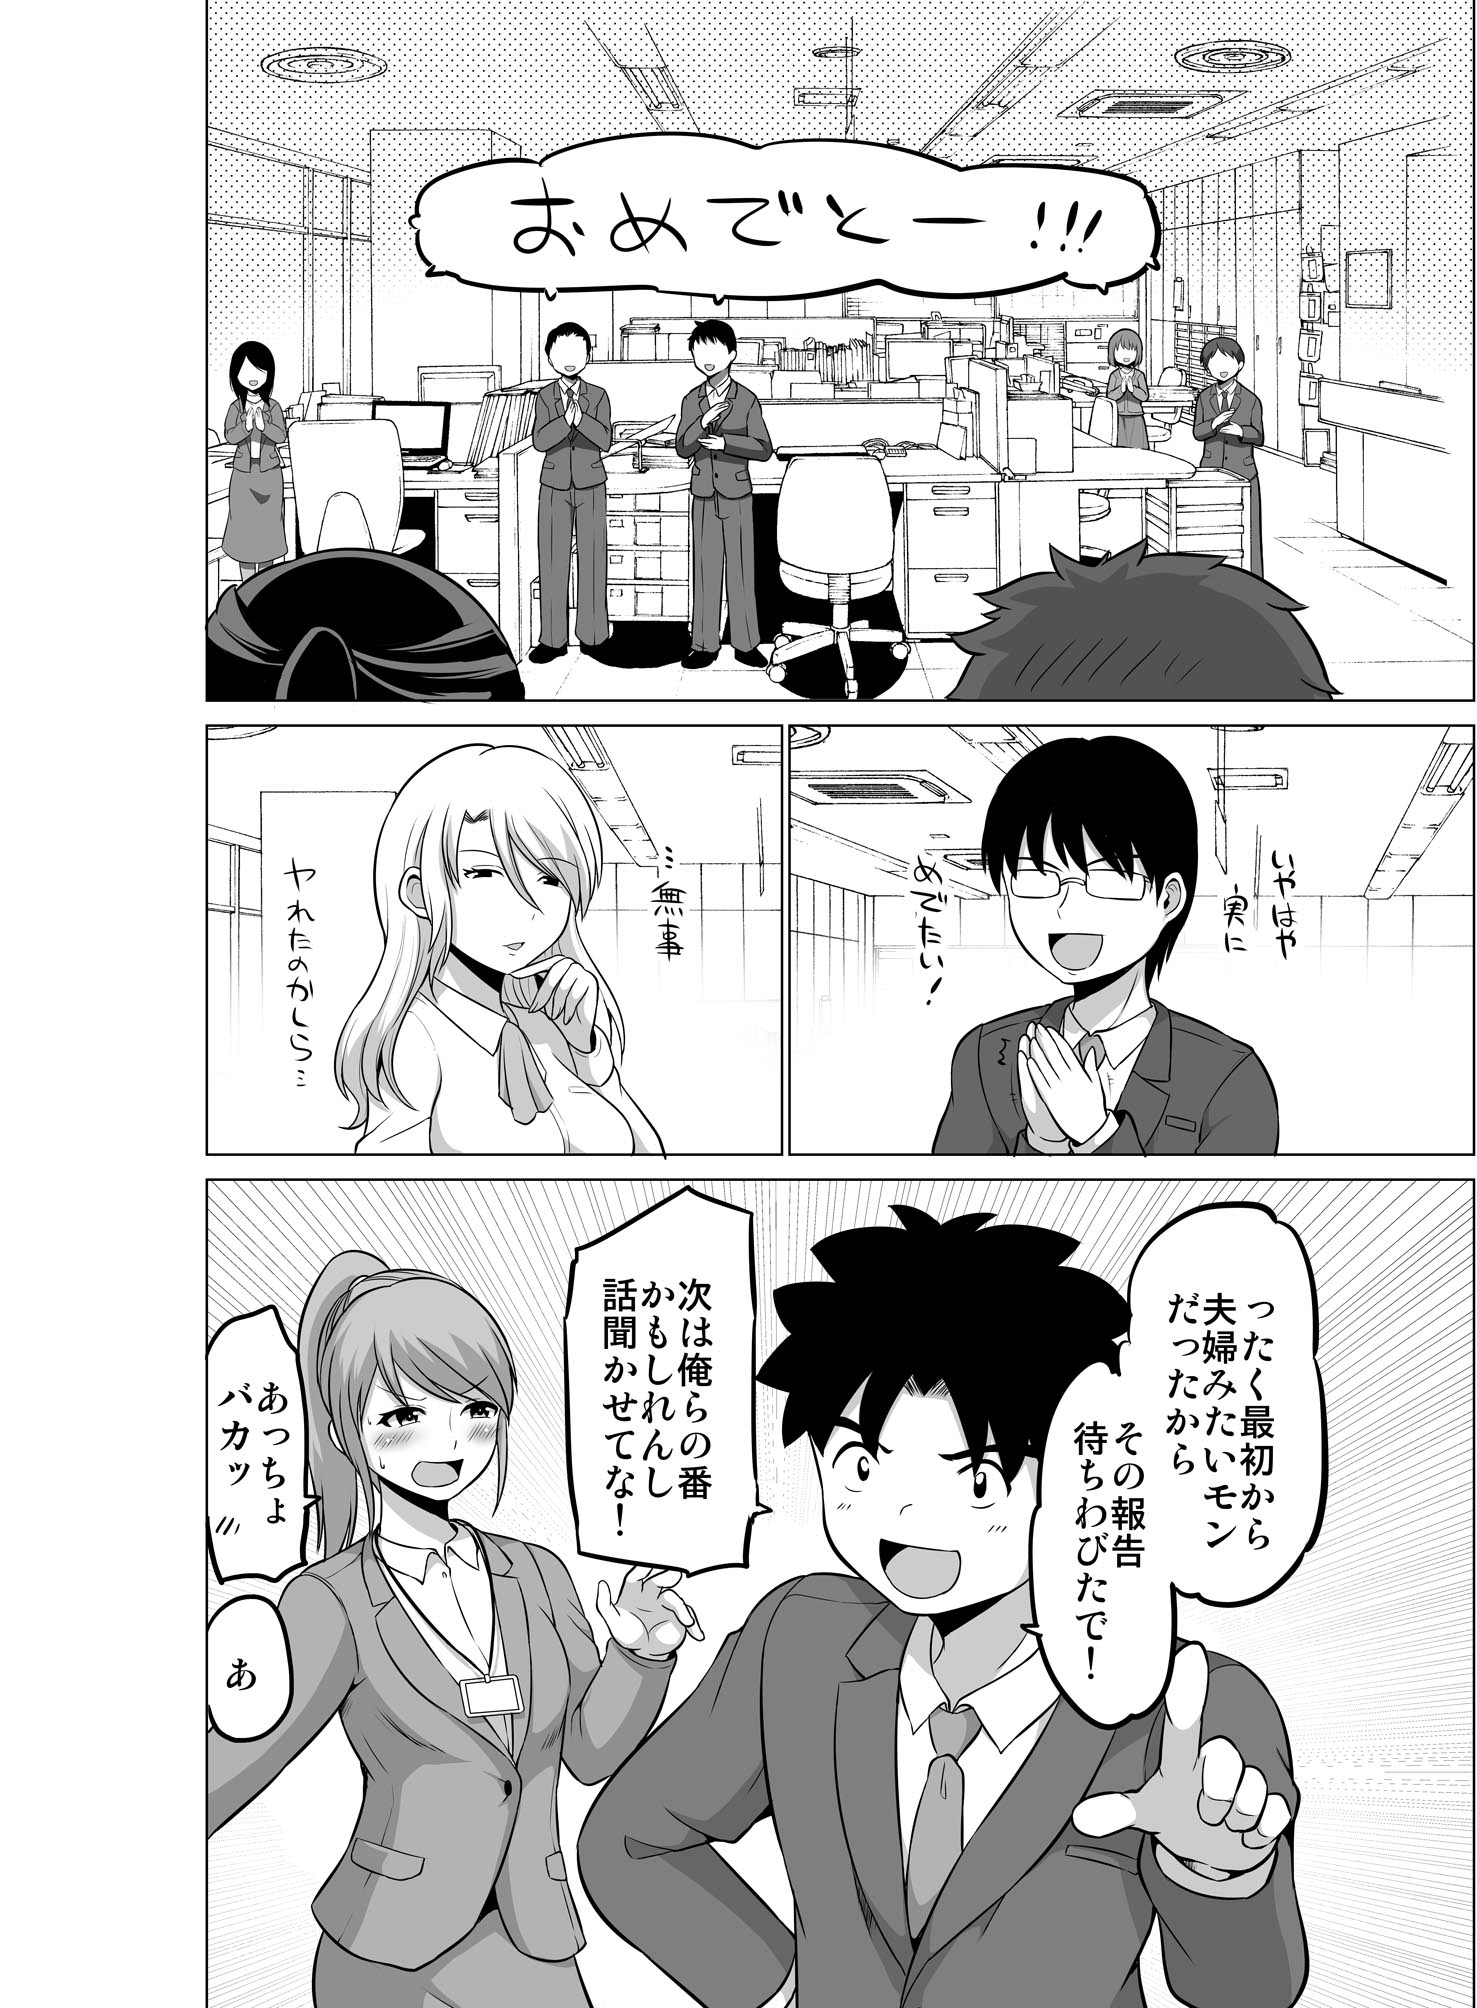 おめでとー!!!
いやはや
実に
めでたい!
…無事
ヤれたのかしら…
ったく最初から
夫婦みたいモン
だったから
その報告
待ちわびたで!
次は俺らの番
かもしれんし
話聞かせてな!
あっちょ
バカッ
あ